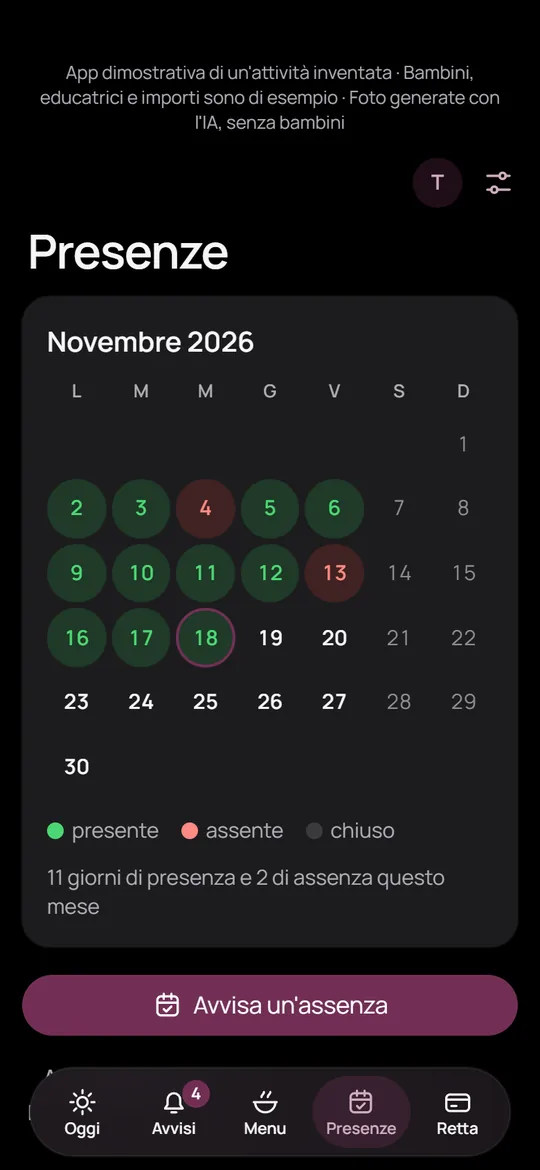 App dimostrativa di un'attività inventata · Bambini,
educatrici e importi sono di esempio · Foto generate con
l'IA, senza bambini
T
Presenze
Novembre 2026
L M M G V S D
1
2 3 4 5 6 7 8
9 10 11 12 13 14 15
16 17 18 19 20 21 22
23 24 25 26 27 28 29
30
presente assente chiuso
11 giorni di presenza e 2 di assenza questo
mese
Avvisa un'assenza
4
Oggi Avvisi Menu Presenze Retta